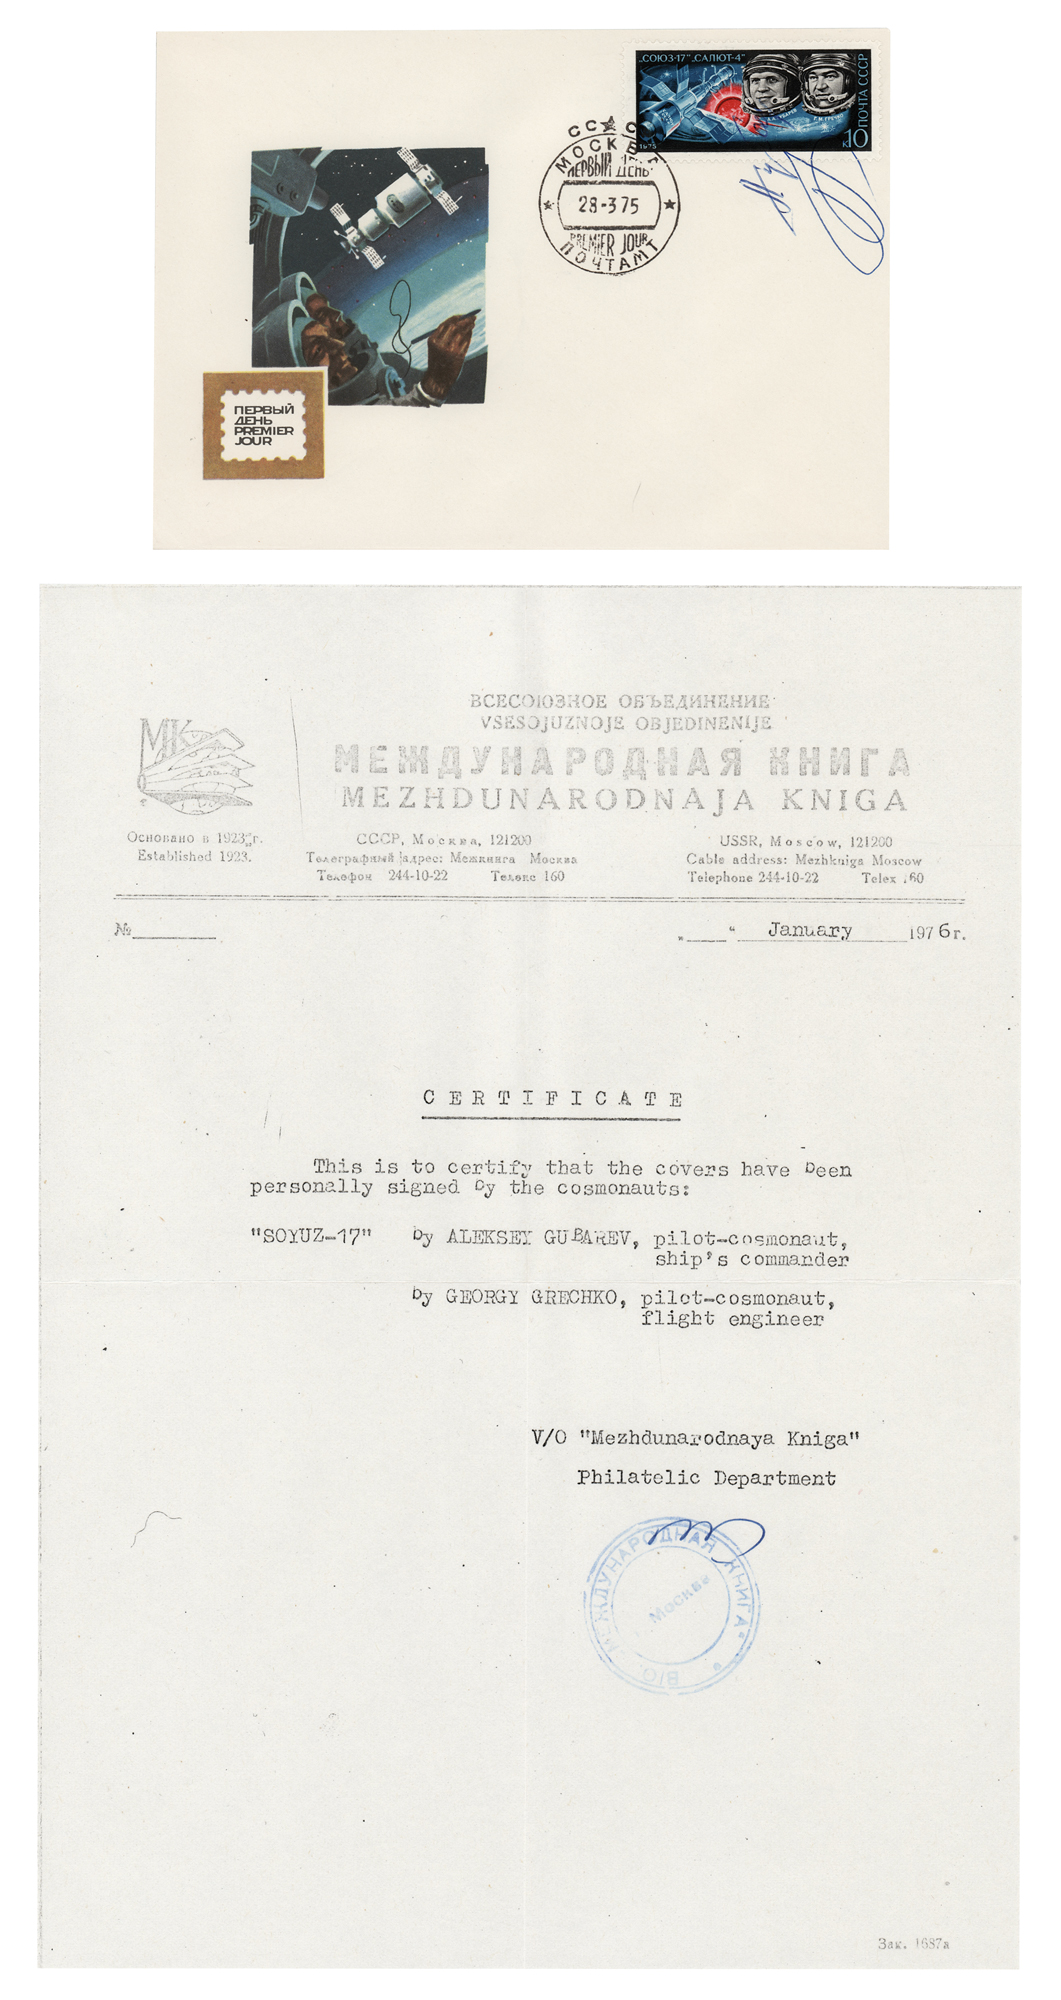 „СОЮЗ-17" „САЛЮТ-4"
ПОЧТА СССР
1975
к10
СССР
МОСКВА
ПЕРВЫЙ ДЕНЬ
28-375
PREMIER JOUR
ПОЧТАМТ
ПЕРВЫЙ
ДЕНЬ
PREMIER
JOUR
ВСЕСОЮЗНОЕ ОБЪЕДИНЕНИЕ
VSESOJUZNOJE OBJEDINENIJE
МЕЖДУНАРОДНАЯ КНИГА
MEZHDUNARODNAJA KNIGA
МК
Основано в 1923 г.
Established 1923.
СССР, Москва, 121200
Телеграфный адрес: Межкнига Москва
Телефон 244-10-22 Телекс 160
USSR, Moscow, 121200
Cable address: Mezhkniga Moscow
Telephone 244-10-22 Telex 160
№
„ “ January 1976г.
CERTIFICATE
This is to certify that the covers have been
personally signed by the cosmonauts:
"SOYUZ-17" by ALEKSEY GUBAREV, pilot-cosmonaut,
ship's commander
by GEORGY GRECHKO, pilot-cosmonaut,
flight engineer
V/O "Mezhdunarodnaya Kniga"
Philatelic Department
В/О МЕЖДУНАРОДНАЯ КНИГА
Москва
Зак. 1687а